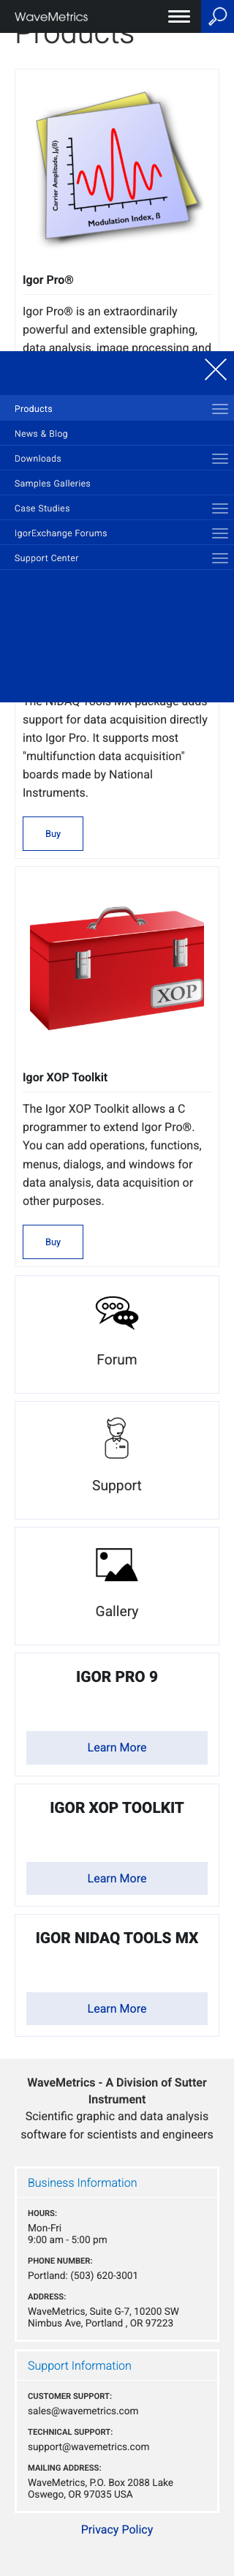 WaveMetrics
Products
Carrier Amplitude, J₀(ß)
Modulation Index, ß
Igor Pro®
Igor Pro® is an extraordinarily
powerful and extensible graphing,
data analysis, image processing and
Products
News & Blog
Downloads
Samples Galleries
Case Studies
IgorExchange Forums
Support Center
The NIDAQ Tools MX package adds
support for data acquisition directly
into Igor Pro. It supports most
"multifunction data acquisition"
boards made by National
Instruments.
Buy
XOP
Igor XOP Toolkit
The Igor XOP Toolkit allows a C
programmer to extend Igor Pro®.
You can add operations, functions,
menus, dialogs, and windows for
data analysis, data acquisition or
other purposes.
Buy
Forum
Support
Gallery
IGOR PRO 9
Learn More
IGOR XOP TOOLKIT
Learn More
IGOR NIDAQ TOOLS MX
Learn More
WaveMetrics - A Division of Sutter
Instrument
Scientific graphic and data analysis
software for scientists and engineers
Business Information
HOURS:
Mon-Fri
9:00 am - 5:00 pm
PHONE NUMBER:
Portland: (503) 620-3001
ADDRESS:
WaveMetrics, Suite G-7, 10200 SW
Nimbus Ave, Portland , OR 97223
Support Information
CUSTOMER SUPPORT:
sales@wavemetrics.com
TECHNICAL SUPPORT:
support@wavemetrics.com
MAILING ADDRESS:
WaveMetrics, P.O. Box 2088 Lake
Oswego, OR 97035 USA
Privacy Policy